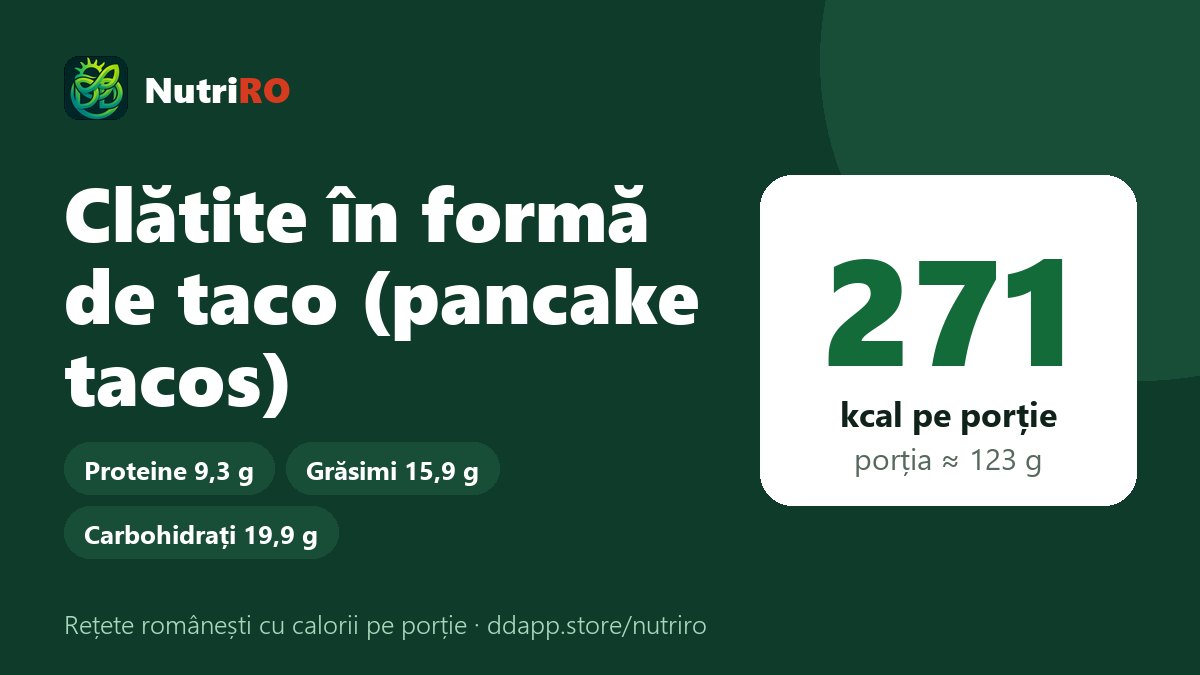 NutriRO
Clătite în formă
de taco (pancake
tacos)
Proteine 9,3 g
Grăsimi 15,9 g
Carbohidrați 19,9 g
271
kcal pe porție
porția ≈ 123 g
Rețete românești cu calorii pe porție · ddapp.store/nutriro